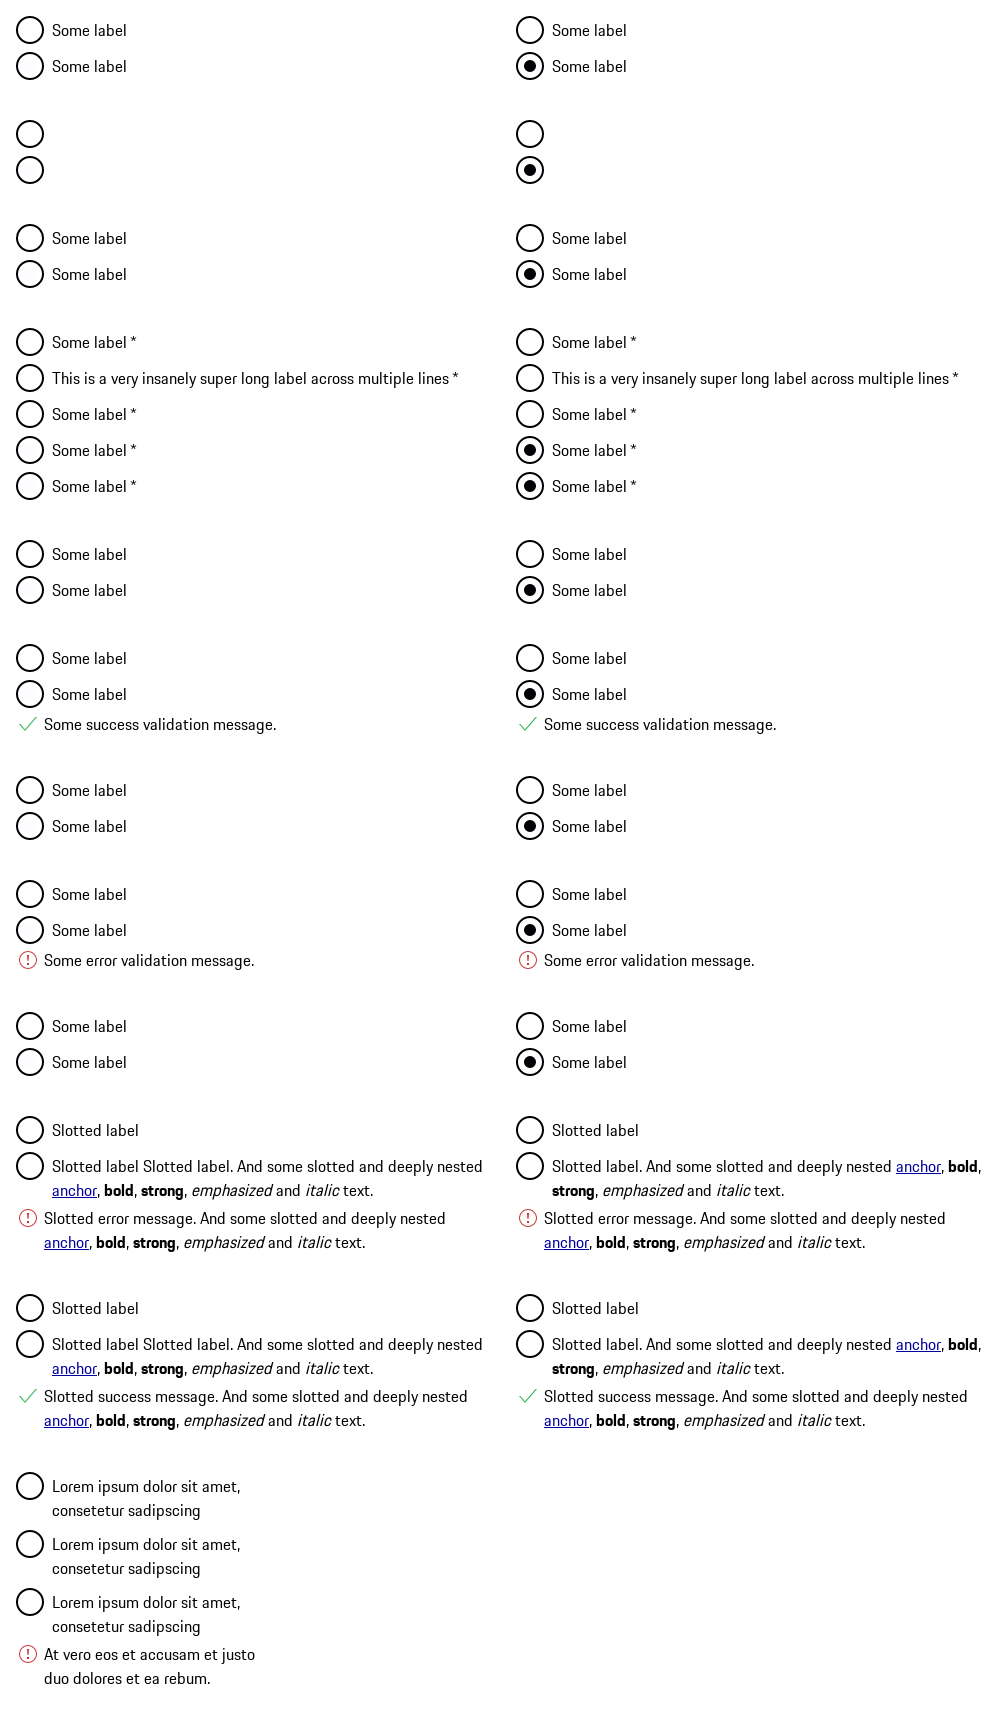 Some label
Some label
Some label
Some label
Some label
Some label
Some label
Some label
Some label *
Some label *
This is a very insanely super long label across multiple lines *
This is a very insanely super long label across multiple lines *
Some label *
Some label *
Some label *
Some label *
Some label *
Some label *
Some label
Some label
Some label
Some label
Some label
Some label
Some label
Some label
Some success validation message.
Some success validation message.
Some label
Some label
Some label
Some label
Some label
Some label
Some label
Some label
Some error validation message.
Some error validation message.
Some label
Some label
Some label
Some label
Slotted label
Slotted label
Slotted label Slotted label. And some slotted and deeply nested
anchor, bold, strong, emphasized and italic text.
Slotted label. And some slotted and deeply nested anchor, bold,
strong, emphasized and italic text.
Slotted error message. And some slotted and deeply nested
anchor, bold, strong, emphasized and italic text.
Slotted error message. And some slotted and deeply nested
anchor, bold, strong, emphasized and italic text.
Slotted label
Slotted label
Slotted label Slotted label. And some slotted and deeply nested
anchor, bold, strong, emphasized and italic text.
Slotted label. And some slotted and deeply nested anchor, bold,
strong, emphasized and italic text.
Slotted success message. And some slotted and deeply nested
anchor, bold, strong, emphasized and italic text.
Slotted success message. And some slotted and deeply nested
anchor, bold, strong, emphasized and italic text.
Lorem ipsum dolor sit amet,
consetetur sadipscing
Lorem ipsum dolor sit amet,
consetetur sadipscing
Lorem ipsum dolor sit amet,
consetetur sadipscing
At vero eos et accusam et justo
duo dolores et ea rebum.